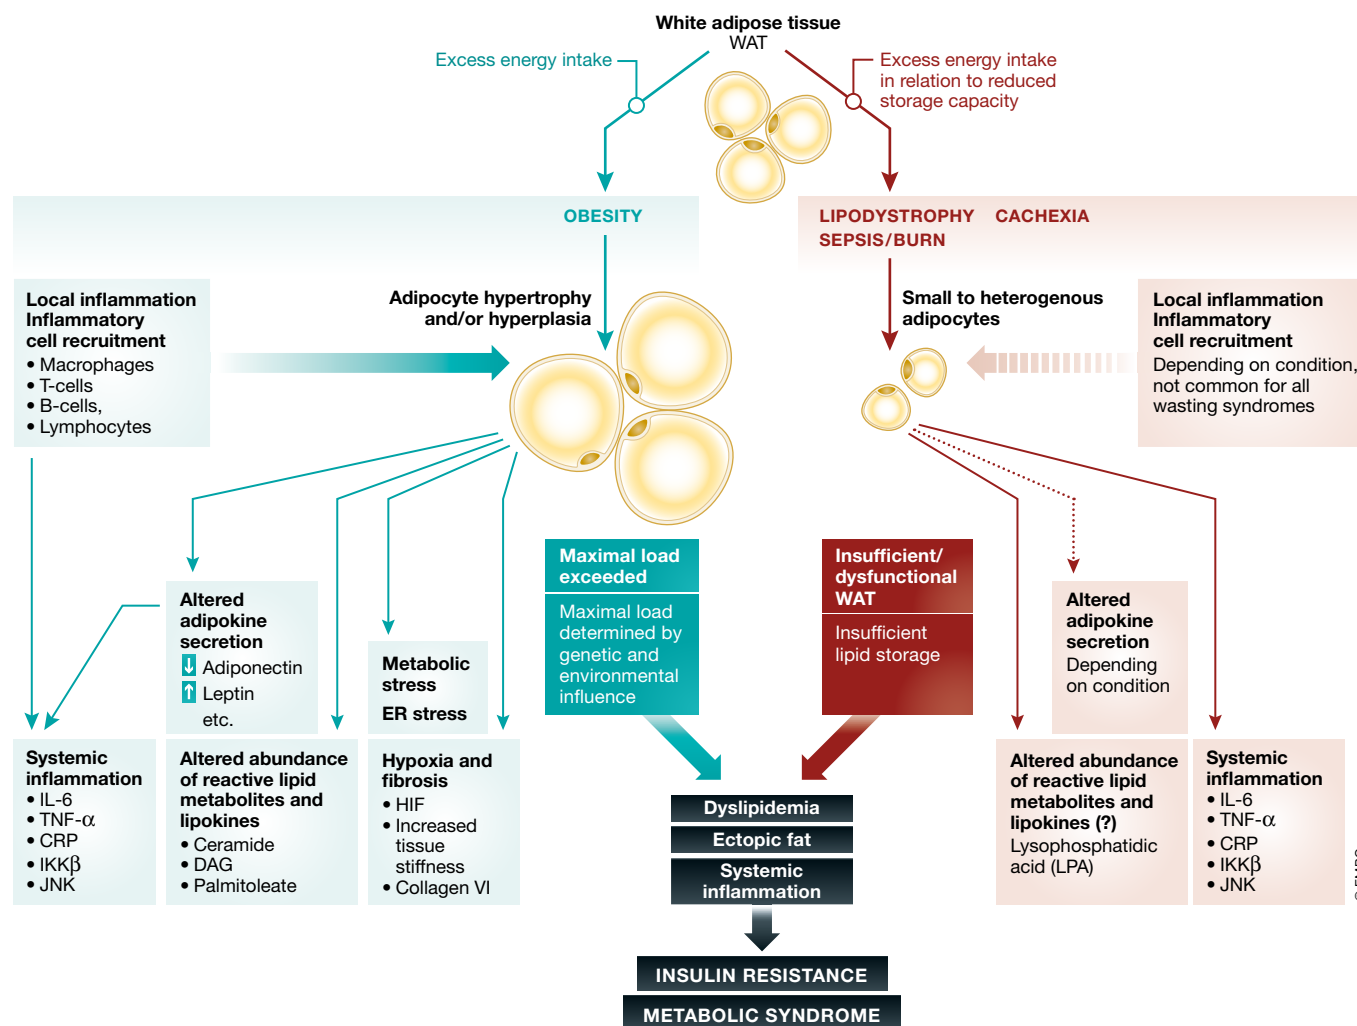 White adipose tissue
WAT
Excess energy intake
Excess energy intake
in relation to reduced
storage capacity
OBESITY
LIPODYSTROPHY CACHEXIA
SEPSIS/BURN
Local inflammation
Inflammatory
cell recruitment
• Macrophages
• T-cells
• B-cells,
• Lymphocytes
Adipocyte hypertrophy
and/or hyperplasia
Small to heterogenous
adipocytes
Local inflammation
Inflammatory
cell recruitment
Depending on condition,
not common for all
wasting syndromes
Altered
adipokine
secretion
↓ Adiponectin
↑ Leptin
etc.
Metabolic
stress
ER stress
Maximal load
exceeded
Maximal load
determined by
genetic and
environmental
influence
Insufficient/
dysfunctional
WAT
Insufficient
lipid storage
Altered
adipokine
secretion
Depending
on condition
Systemic
inflammation
• IL-6
• TNF-α
• CRP
• IKKβ
• JNK
Altered abundance
of reactive lipid
metabolites and
lipokines
• Ceramide
• DAG
• Palmitoleate
Hypoxia and
fibrosis
• HIF
• Increased
tissue
stiffness
• Collagen VI
Dyslipidemia
Ectopic fat
Systemic
inflammation
INSULIN RESISTANCE
METABOLIC SYNDROME
Altered abundance
of reactive lipid
metabolites and
lipokines (?)
Lysophosphatidic
acid (LPA)
Systemic
inflammation
• IL-6
• TNF-α
• CRP
• IKKβ
• JNK